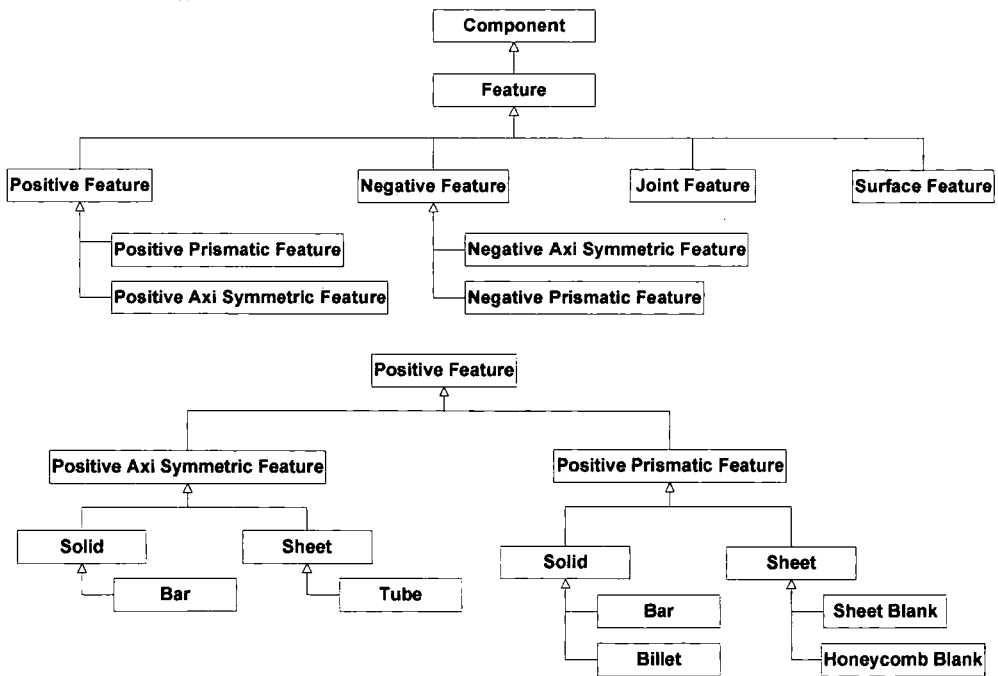 Component
Feature
Positive Feature
Negative Feature
Joint Feature
Surface Feature
Positive Prismatic Feature
Negative Axi Symmetric Feature
Positive Axi Symmetric Feature
Negative Prismatic Feature
Positive Feature
Positive Axi Symmetric Feature
Positive Prismatic Feature
Solid
Sheet
Solid
Sheet
Bar
Tube
Bar
Sheet Blank
Billet
Honeycomb Blank